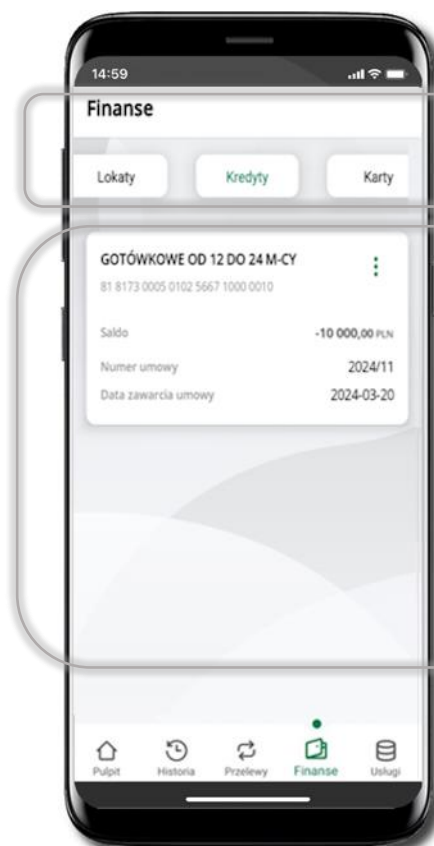 14:59
Finanse
Lokaty Kredyty Karty
GOTÓWKOWE OD 12 DO 24 M-CY
81 8173 0005 0102 5667 1000 0010
Saldo -10 000,00 PLN
Numer umowy 2024/11
Data zawarcia umowy 2024-03-20
Pulpit Historia Przelewy Finanse Usługi